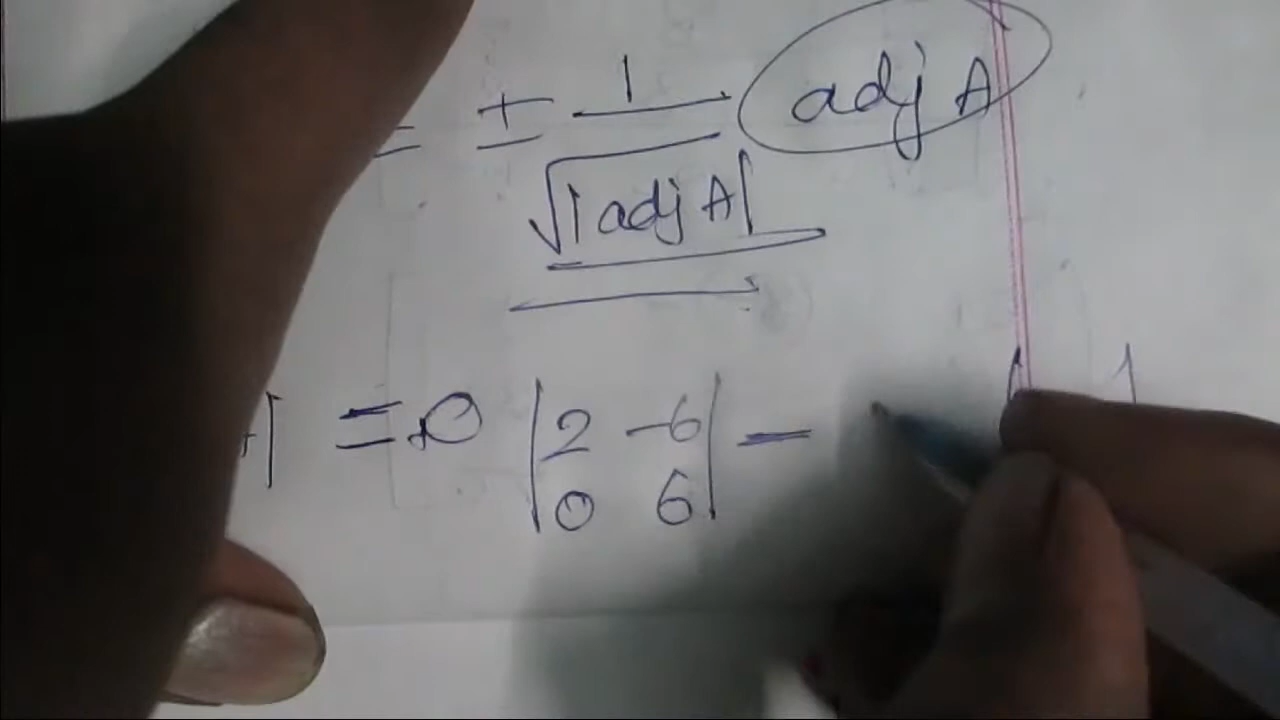 = ± 1 adj A
√|adj A|
| = 0 |2 -6| -
|0 6|